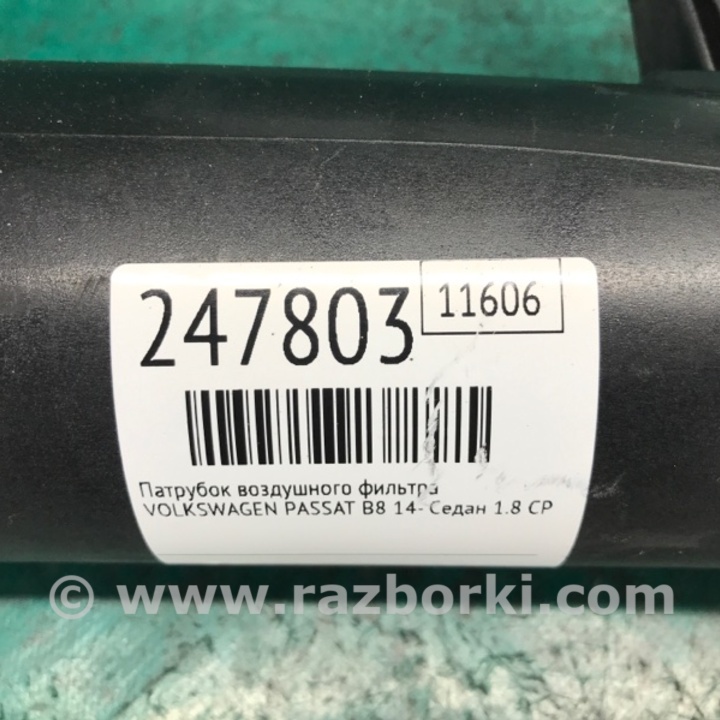 247803
11606
Патрубок воздушного фильтра
VOLKSWAGEN PASSAT B8 14- Седан 1.8 CP
© www.razborki.com